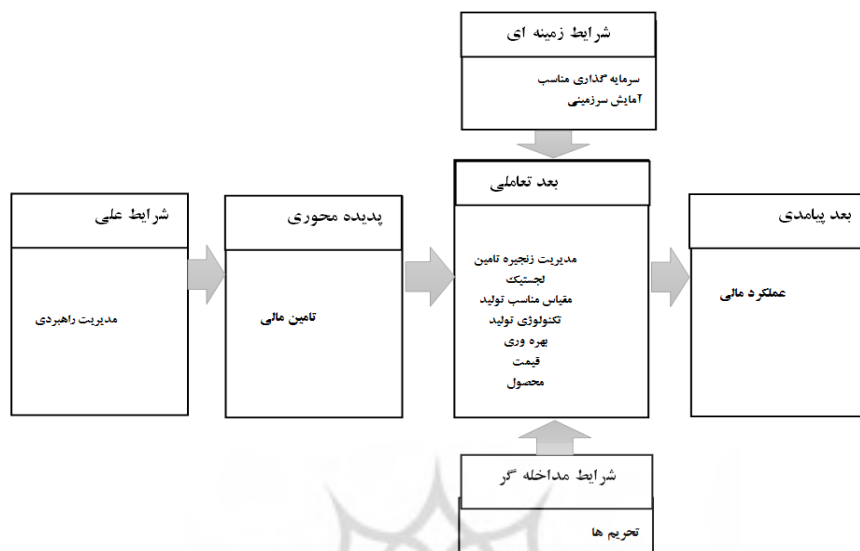 شرایط زمینه ای
سرمایه گذاری مناسب
آمایش سرزمینی
شرایط علی
مدیریت راهبردی
پدیده محوری
تامین مالی
بعد تعاملی
مدیریت زنجیره تامین
لجستیک
مقیاس مناسب تولید
تکنولوژی تولید
بهره وری
قیمت
محصول
بعد پیامدی
عملکرد مالی
شرایط مداخله گر
تحریم ها